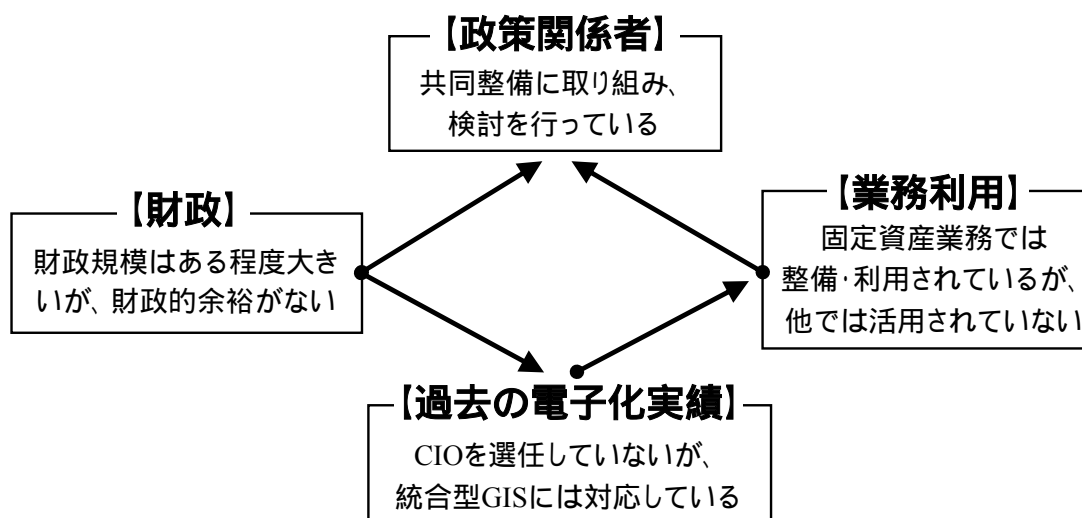 【政策関係者】
共同整備に取り組み、
検討を行っている
【財政】
財政規模はある程度大き
いが、財政的余裕がない
【業務利用】
固定資産業務では
整備・利用されているが、
他では活用されていない
【過去の電子化実績】
CIOを選任していないが、
統合型GISには対応している